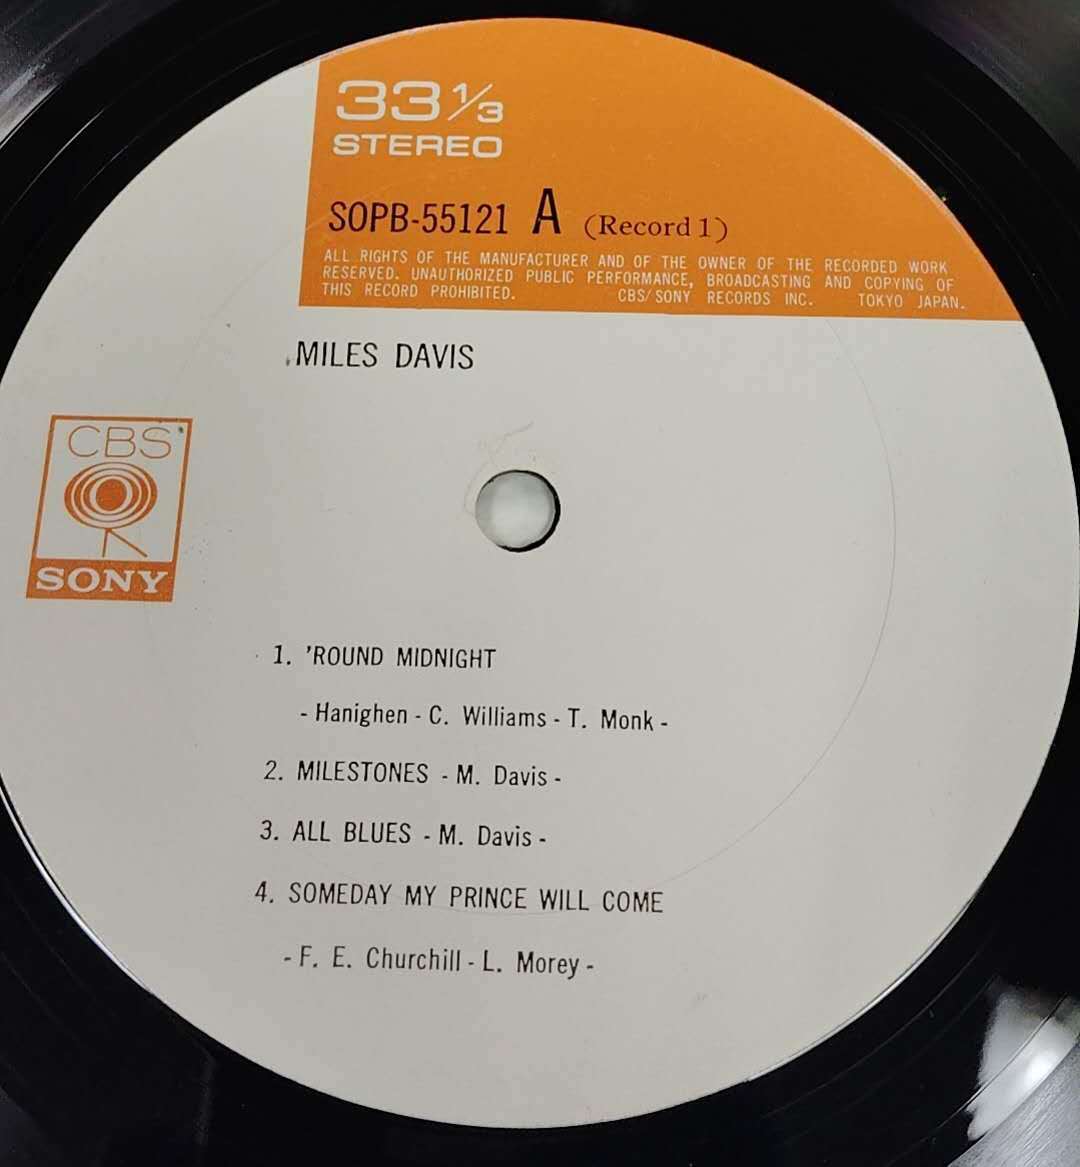 33 1/3
STEREO
SOPB-55121 A (Record 1)
ALL RIGHTS OF THE MANUFACTURER AND OF THE OWNER OF THE RECORDED WORK
RESERVED. UNAUTHORIZED PUBLIC PERFORMANCE, BROADCASTING AND COPYING OF
THIS RECORD PROHIBITED. CBS/SONY RECORDS INC. TOKYO JAPAN.
MILES DAVIS
CBS
SONY
1. 'ROUND MIDNIGHT
- Hanighen - C. Williams - T. Monk -
2. MILESTONES - M. Davis -
3. ALL BLUES - M. Davis -
4. SOMEDAY MY PRINCE WILL COME
- F. E. Churchill - L. Morey -